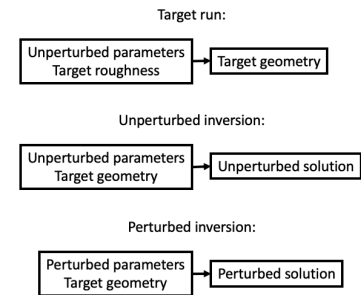 Target run:
Unperturbed parameters
Target roughness
Target geometry
Unperturbed inversion:
Unperturbed parameters
Target geometry
Unperturbed solution
Perturbed inversion:
Perturbed parameters
Target geometry
Perturbed solution